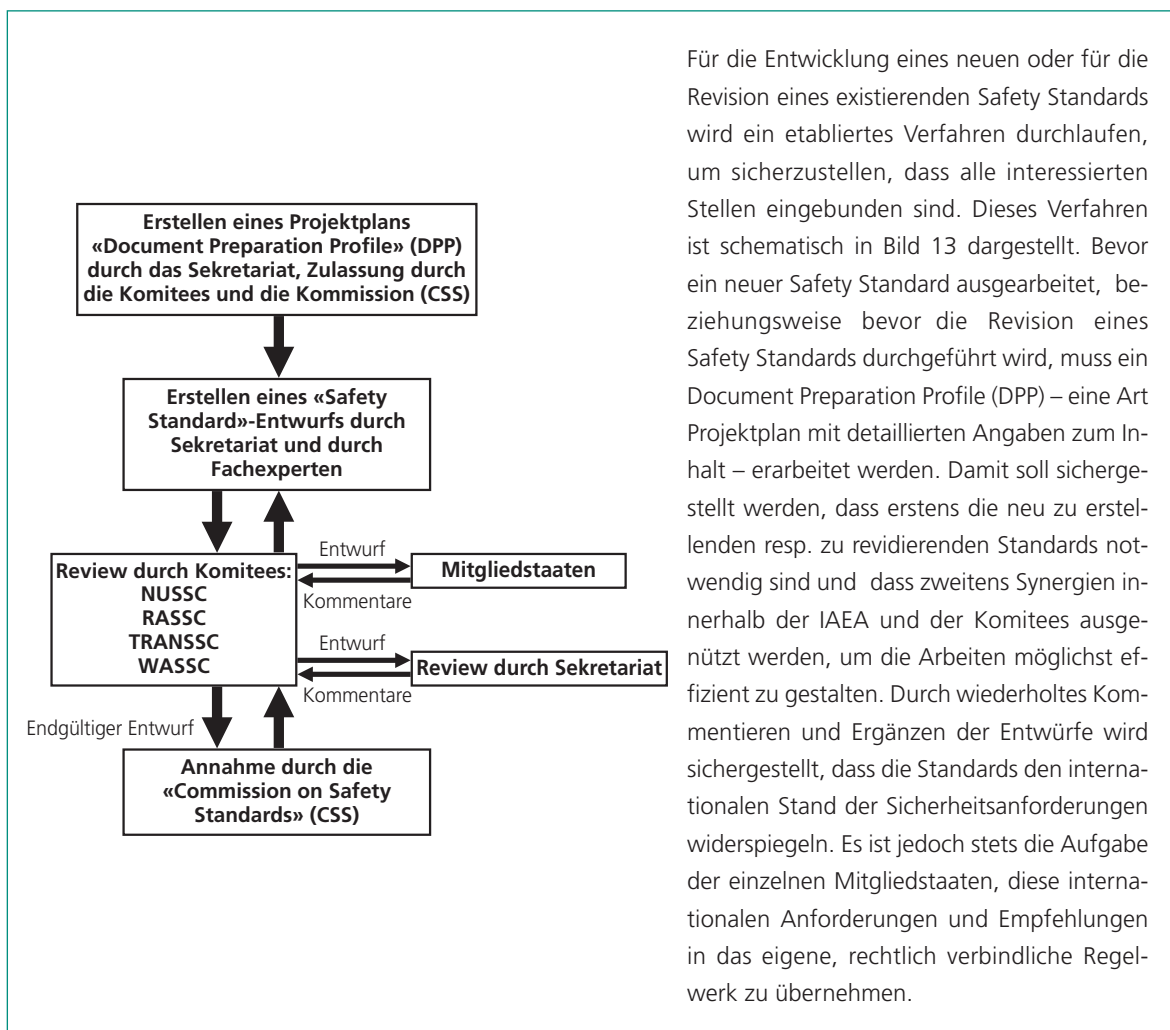 Erstellen eines Projektplans
«Document Preparation Profile» (DPP)
durch das Sekretariat, Zulassung durch
die Komitees und die Kommission (CSS)
Erstellen eines «Safety
Standard»-Entwurfs durch
Sekretariat und durch
Fachexperten
Review durch Komitees:
NUSSC
RASSC
TRANSSC
WASSC
Entwurf
Mitgliedstaaten
Kommentare
Entwurf
Review durch Sekretariat
Kommentare
Endgültiger Entwurf
Annahme durch die
«Commission on Safety
Standards» (CSS)
Für die Entwicklung eines neuen oder für die
Revision eines existierenden Safety Standards
wird ein etabliertes Verfahren durchlaufen,
um sicherzustellen, dass alle interessierten
Stellen eingebunden sind. Dieses Verfahren
ist schematisch in Bild 13 dargestellt. Bevor
ein neuer Safety Standard ausgearbeitet, be-
ziehungsweise bevor die Revision eines
Safety Standards durchgeführt wird, muss ein
Document Preparation Profile (DPP) – eine Art
Projektplan mit detaillierten Angaben zum In-
halt – erarbeitet werden. Damit soll sicherge-
stellt werden, dass erstens die neu zu erstel-
lenden resp. zu revidierenden Standards not-
wendig sind und dass zweitens Synergien in-
nerhalb der IAEA und der Komitees ausge-
nützt werden, um die Arbeiten möglichst ef-
fizient zu gestalten. Durch wiederholtes Kom-
mentieren und Ergänzen der Entwürfe wird
sichergestellt, dass die Standards den interna-
tionalen Stand der Sicherheitsanforderungen
widerspiegeln. Es ist jedoch stets die Aufgabe
der einzelnen Mitgliedstaaten, diese interna-
tionalen Anforderungen und Empfehlungen
in das eigene, rechtlich verbindliche Regel-
werk zu übernehmen.